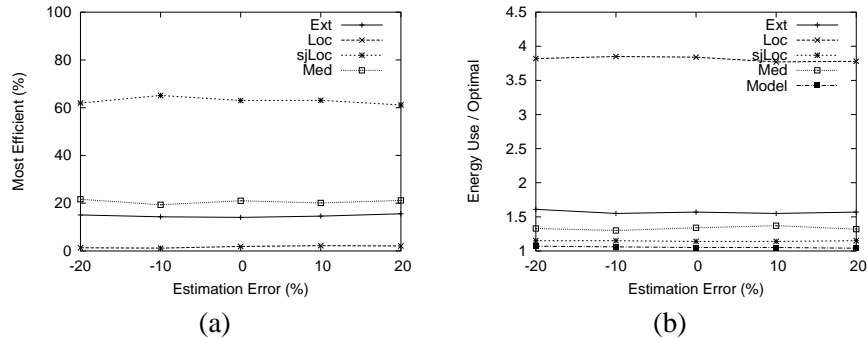 Most Efficient (%)
100
80
60
40
20
0
Ext
Loc
sjLoc
Med
-20 -10 0 10 20
Estimation Error (%)
(a)
Energy Use / Optimal
4.5
4
3.5
3
2.5
2
1.5
1
Ext
Loc
sjLoc
Med
Model
-20 -10 0 10 20
Estimation Error (%)
(b)